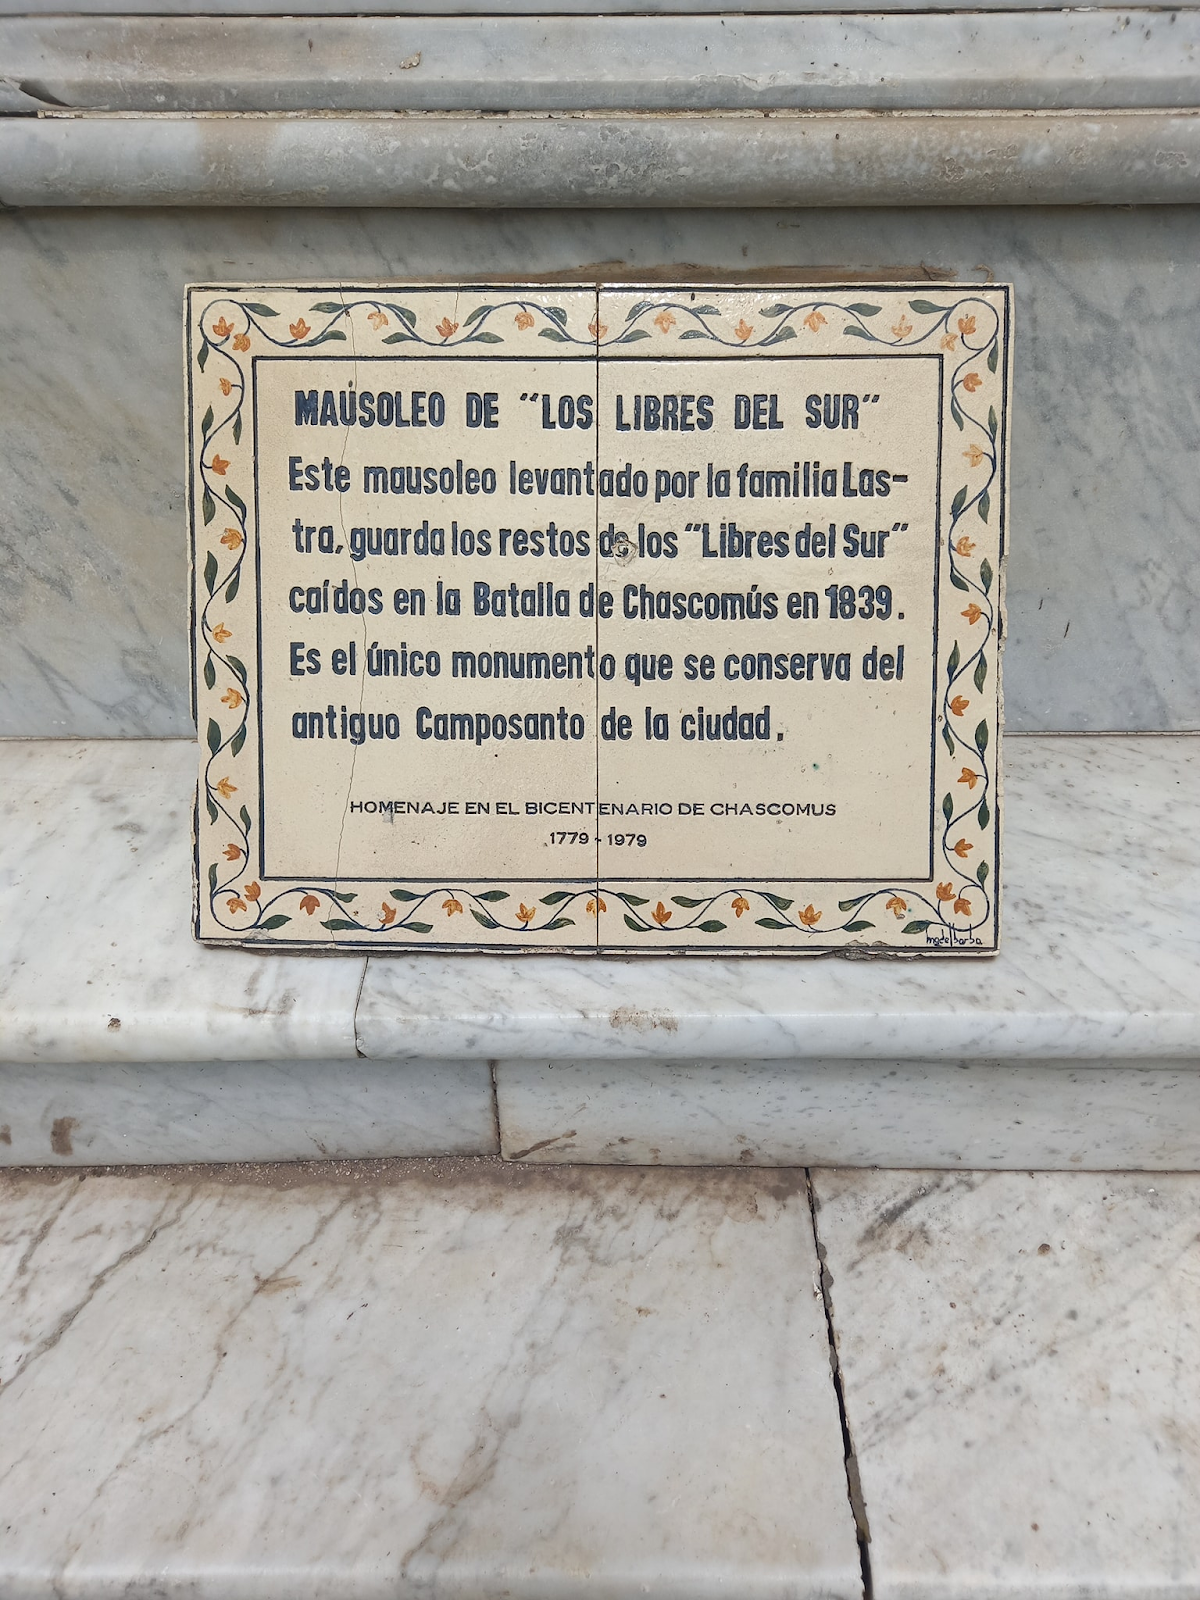 MAUSOLEO DE "LOS LIBRES DEL SUR"
Este mausoleo levantado por la familia Las-
tra, guarda los restos de los "Libres del Sur"
caídos en la Batalla de Chascomús en 1839.
Es el único monumento que se conserva del
antiguo Camposanto de la ciudad.
HOMENAJE EN EL BICENTENARIO DE CHASCOMUS
1779 - 1979